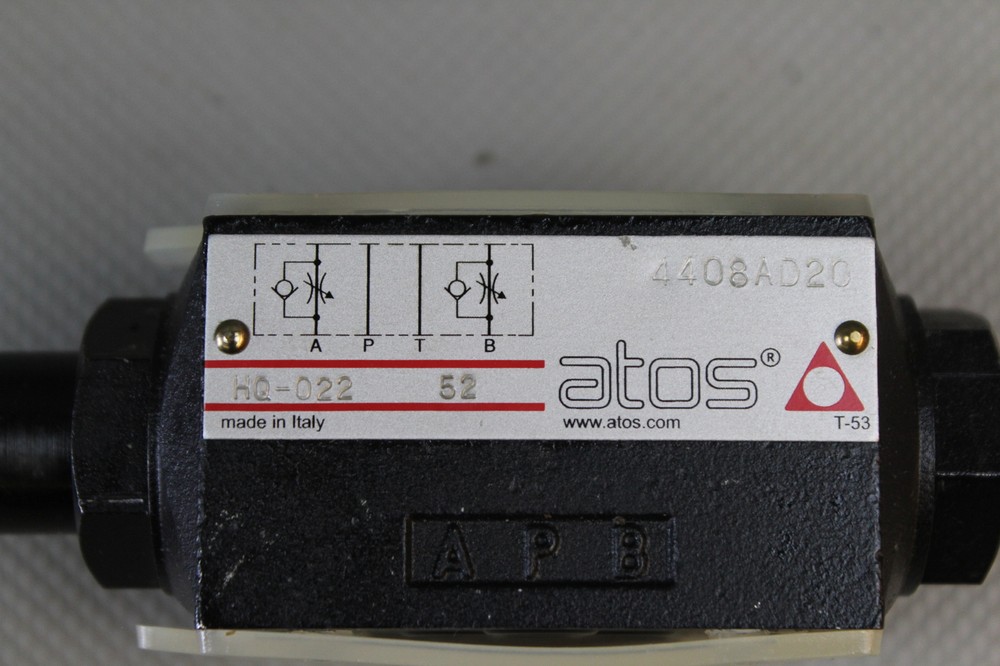 4408AD20
A P T B
HQ-022 52
atos®
made in Italy
www.atos.com
T-53
A P B